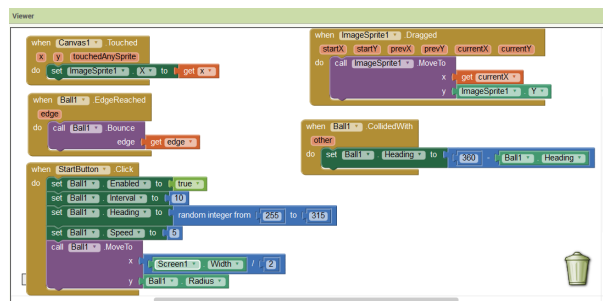 Viewer
when Canvas1 .Touched
x y touchedAnySprite
do set ImageSprite1 . X to get x
when Ball1 .EdgeReached
edge
do call Ball1 .Bounce
edge get edge
when StartButton .Click
do set Ball1 . Enabled to true
set Ball1 . Interval to 10
set Ball1 . Heading to random integer from 255 to 315
set Ball1 . Speed to 5
call Ball1 .MoveTo
x Screen1 . Width / 2
y Ball1 . Radius
when ImageSprite1 .Dragged
startX startY prevX prevY currentX currentY
do call ImageSprite1 .MoveTo
x get currentX
y ImageSprite1 . Y
when Ball1 .CollidedWith
other
do set Ball1 . Heading to 360 - Ball1 . Heading